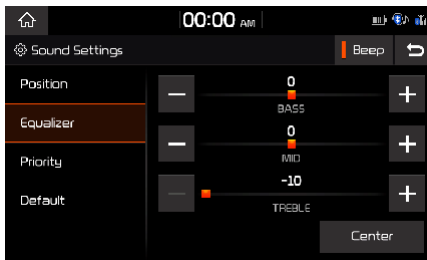 00:00 AM
Sound Settings
Beep
Position
Equalizer
Priority
Default
0
BASS
0
MID
-10
TREBLE
Center